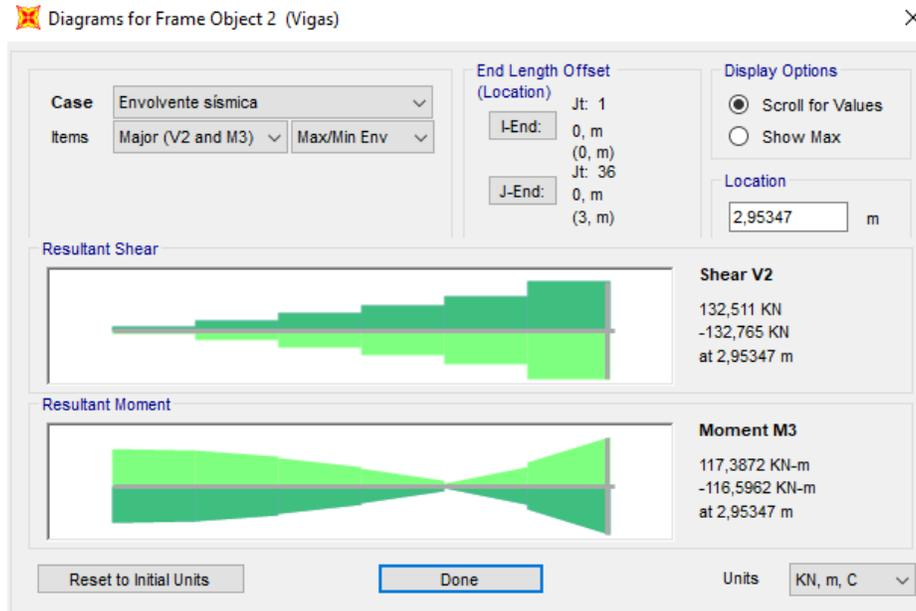 Diagrams for Frame Object 2 (Vigas)
Case Envolvente sísmica
Items Major (V2 and M3) Max/Min Env
End Length Offset
(Location)
I-End:
Jt: 1
0, m
(0, m)
J-End:
Jt: 36
0, m
(3, m)
Display Options
Scroll for Values
Show Max
Location
2,95347 m
Resultant Shear
Shear V2
132,511 KN
-132,765 KN
at 2,95347 m
Resultant Moment
Moment M3
117,3872 KN-m
-116,5962 KN-m
at 2,95347 m
Reset to Initial Units
Done
Units KN, m, C